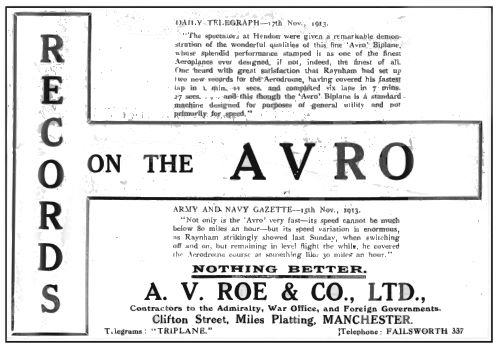 RECORDS
ON THE AVRO
DAILY TELEGRAPH—17th Nov., 1913.
"The spectators at Hendon were given a remarkable demon-
stration of the wonderful qualities of this fine 'Avro' Biplane,
whose splendid performance stamped is as one of the finest
Aeroplanes ever designed, if not, indeed, the finest of all.
One heard with great satisfaction that Raynham had set up
two new records for the Aerodrome, having covered his fastest
lap in 1 min. secs. and completed six laps in 7 mins.
27 secs. . . . and this though the 'Avro' Biplane is a standard
machine designed for purposes of general utility and not
primarily for speed."
ARMY AND NAVY GAZETTE—15th Nov., 1913.
"Not only is the 'Avro' very fast—its speed cannot be much
below 80 miles an hour—but its speed variation is enormous,
as Raynham strikingly showed last Sunday, when switching
off and on, but remaining in level flight the while, he covered
the Aerodrome course at something like 30 miles an hour."
NOTHING BETTER.
A. V. ROE & CO., LTD.,
Contractors to the Admiralty, War Office, and Foreign Governments.
Clifton Street, Miles Platting, MANCHESTER.
Telegrams: "TRIPLANE." Telephone: FAILSWORTH 337